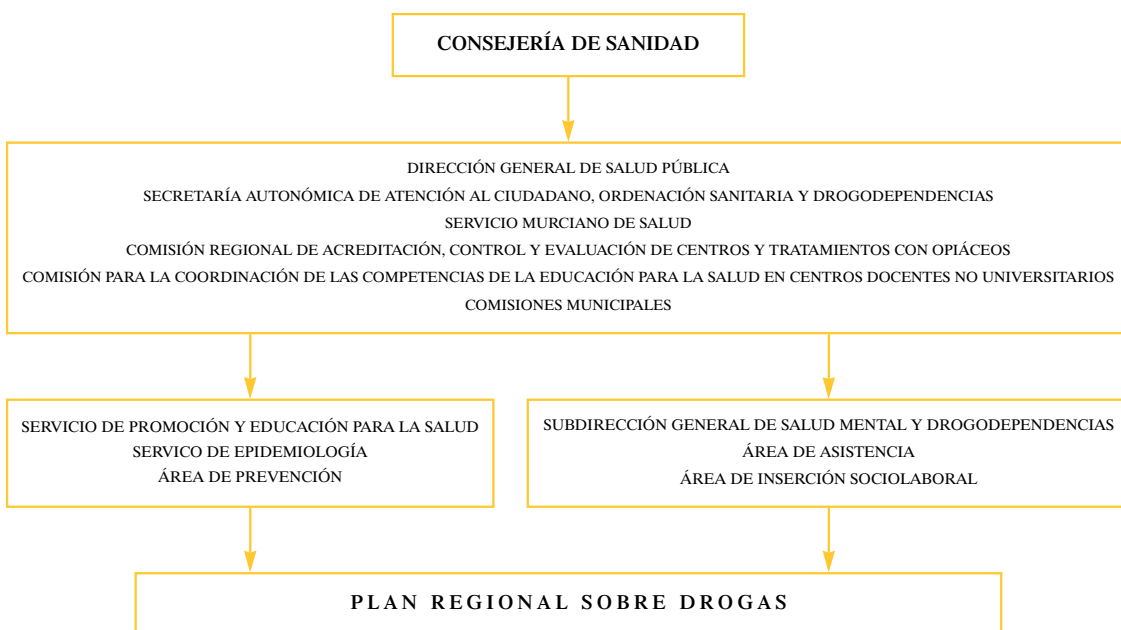 CONSEJERÍA DE SANIDAD
DIRECCIÓN GENERAL DE SALUD PÚBLICA
SECRETARÍA AUTONÓMICA DE ATENCIÓN AL CIUDADANO, ORDENACIÓN SANITARIA Y DROGODEPENDENCIAS
SERVICIO MURCIANO DE SALUD
COMISIÓN REGIONAL DE ACREDITACIÓN, CONTROL Y EVALUACIÓN DE CENTROS Y TRATAMIENTOS CON OPIÁCEOS
COMISIÓN PARA LA COORDINACIÓN DE LAS COMPETENCIAS DE LA EDUCACIÓN PARA LA SALUD EN CENTROS DOCENTES NO UNIVERSITARIOS
COMISIONES MUNICIPALES
SERVICIO DE PROMOCIÓN Y EDUCACIÓN PARA LA SALUD
SERVICO DE EPIDEMIOLOGÍA
ÁREA DE PREVENCIÓN
SUBDIRECCIÓN GENERAL DE SALUD MENTAL Y DROGODEPENDENCIAS
ÁREA DE ASISTENCIA
ÁREA DE INSERCIÓN SOCIOLABORAL
PLAN REGIONAL SOBRE DROGAS